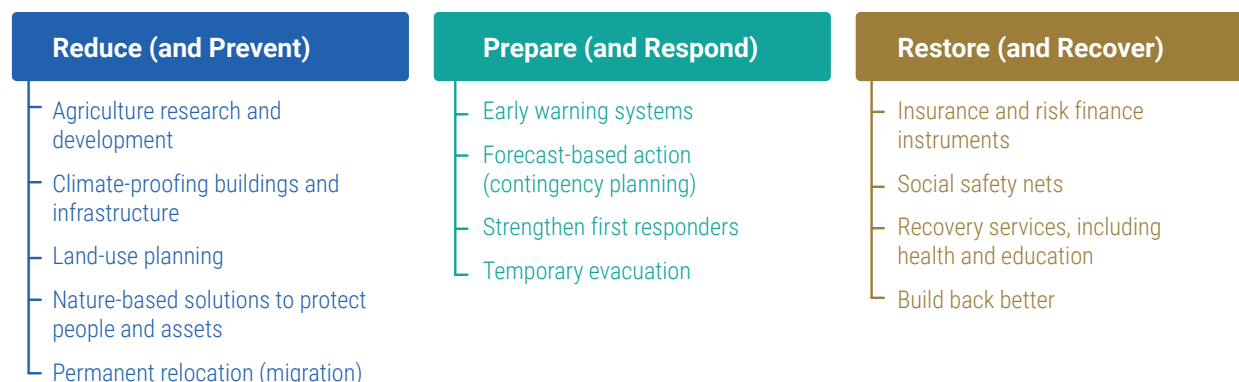 Reduce (and Prevent)
Agriculture research and
development
Climate-proofing buildings and
infrastructure
Land-use planning
Nature-based solutions to protect
people and assets
Permanent relocation (migration)
Prepare (and Respond)
Early warning systems
Forecast-based action
(contingency planning)
Strengthen first responders
Temporary evacuation
Restore (and Recover)
Insurance and risk finance
instruments
Social safety nets
Recovery services, including
health and education
Build back better